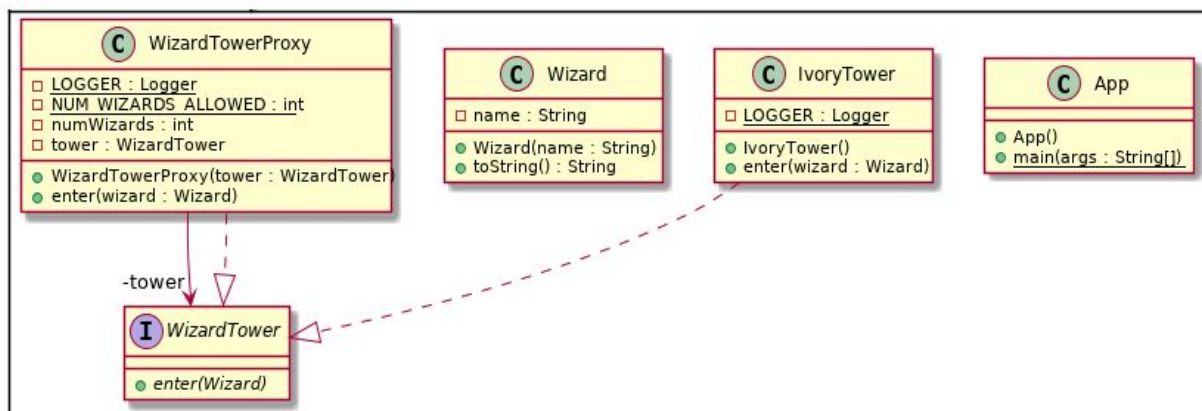 C WizardTowerProxy
LOGGER : Logger
NUM_WIZARDS_ALLOWED : int
numWizards : int
tower : WizardTower
WizardTowerProxy(tower : WizardTower)
enter(wizard : Wizard)
C Wizard
name : String
Wizard(name : String)
toString() : String
C IvoryTower
LOGGER : Logger
IvoryTower()
enter(wizard : Wizard)
C App
App()
main(args : String[])
-tower
I WizardTower
enter(Wizard)